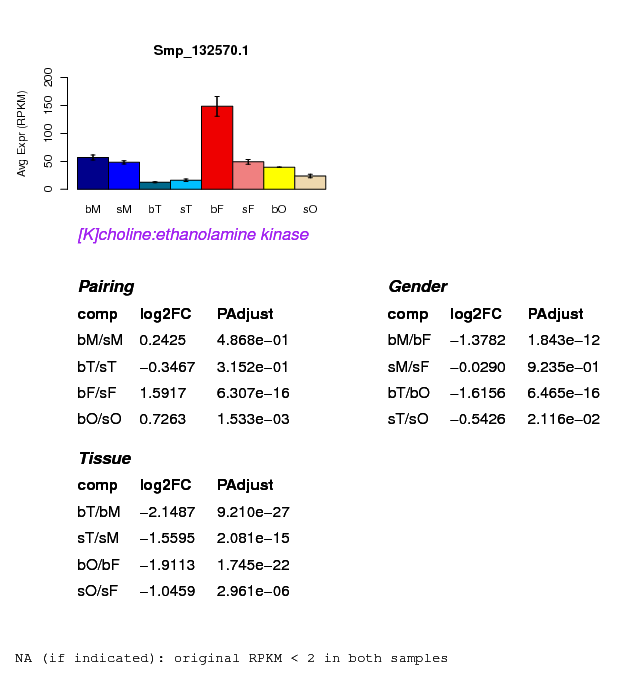 Smp_132570.1
Avg Expr (RPKM)
200
150
100
50
0
bM sM bT sT bF sF bO sO
[K]choline:ethanolamine kinase
Pairing
comp log2FC PAdjust
bM/sM 0.2425 4.868e−01
bT/sT −0.3467 3.152e−01
bF/sF 1.5917 6.307e−16
bO/sO 0.7263 1.533e−03
Gender
comp log2FC PAdjust
bM/bF −1.3782 1.843e−12
sM/sF −0.0290 9.235e−01
bT/bO −1.6156 6.465e−16
sT/sO −0.5426 2.116e−02
Tissue
comp log2FC PAdjust
bT/bM −2.1487 9.210e−27
sT/sM −1.5595 2.081e−15
bO/bF −1.9113 1.745e−22
sO/sF −1.0459 2.961e−06
NA (if indicated): original RPKM < 2 in both samples